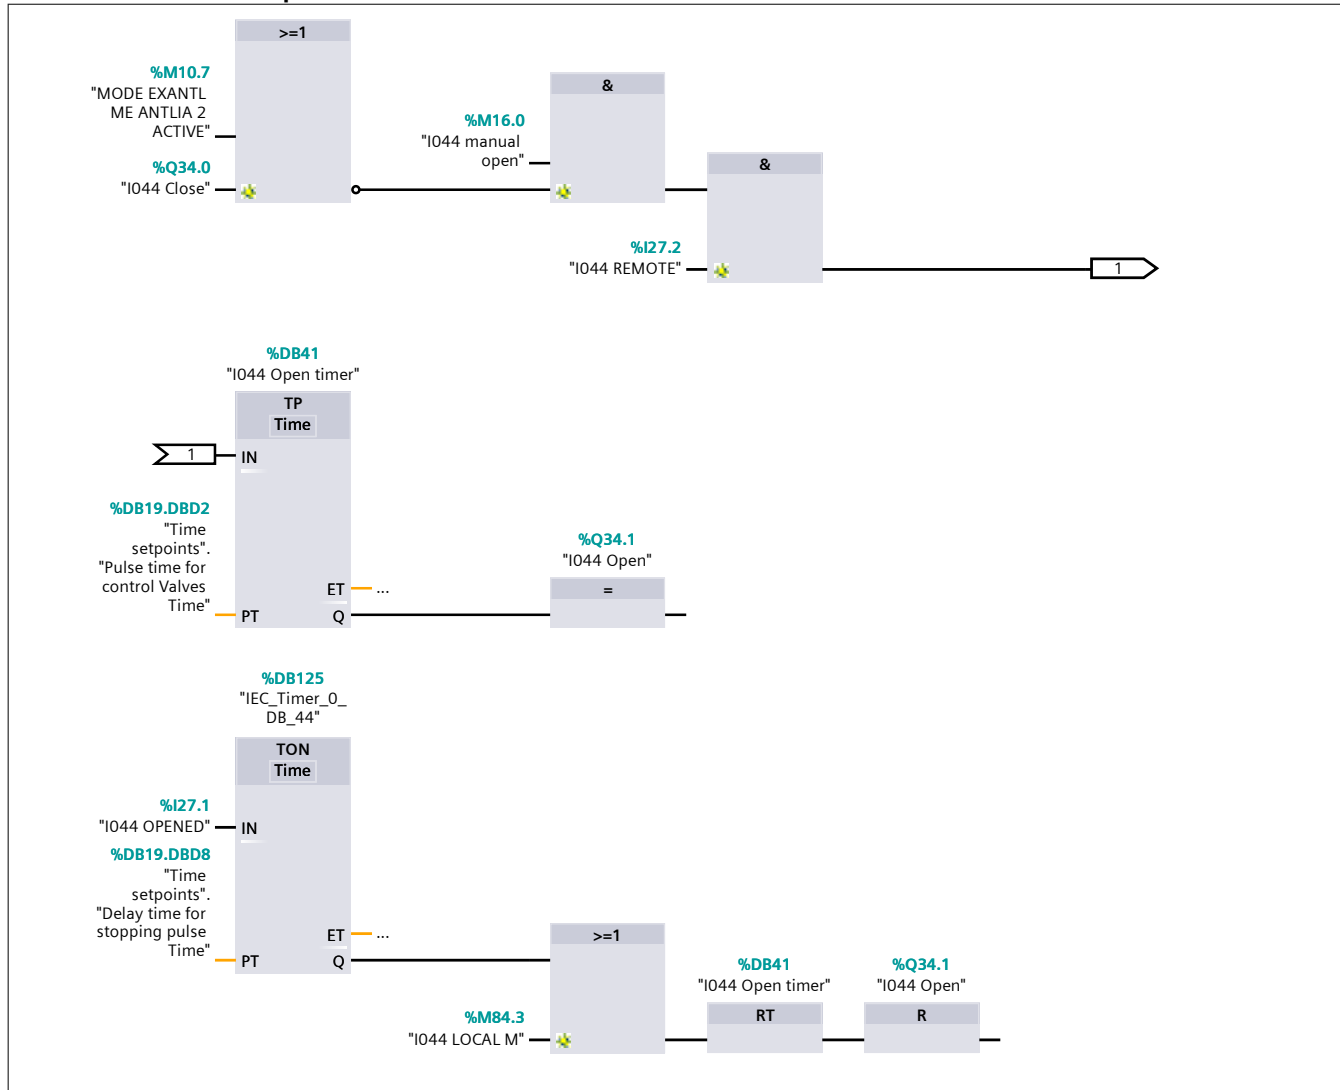 >=1
%M10.7
"MODE EXANTL
ME ANTLIA 2
ACTIVE"
%Q34.0
"I044 Close"
&
%M16.0
"I044 manual
open"
&
%I27.2
"I044 REMOTE"
1
%DB41
"I044 Open timer"
TP
Time
1
IN
%DB19.DBD2
"Time
setpoints".
"Pulse time for
control Valves
Time"
PT
ET
...
Q
%Q34.1
"I044 Open"
=
%DB125
"IEC_Timer_0_
DB_44"
TON
Time
%I27.1
"I044 OPENED"
IN
%DB19.DBD8
"Time
setpoints".
"Delay time for
stopping pulse
Time"
PT
ET
...
Q
>=1
%M84.3
"I044 LOCAL M"
%DB41
"I044 Open timer"
RT
%Q34.1
"I044 Open"
R